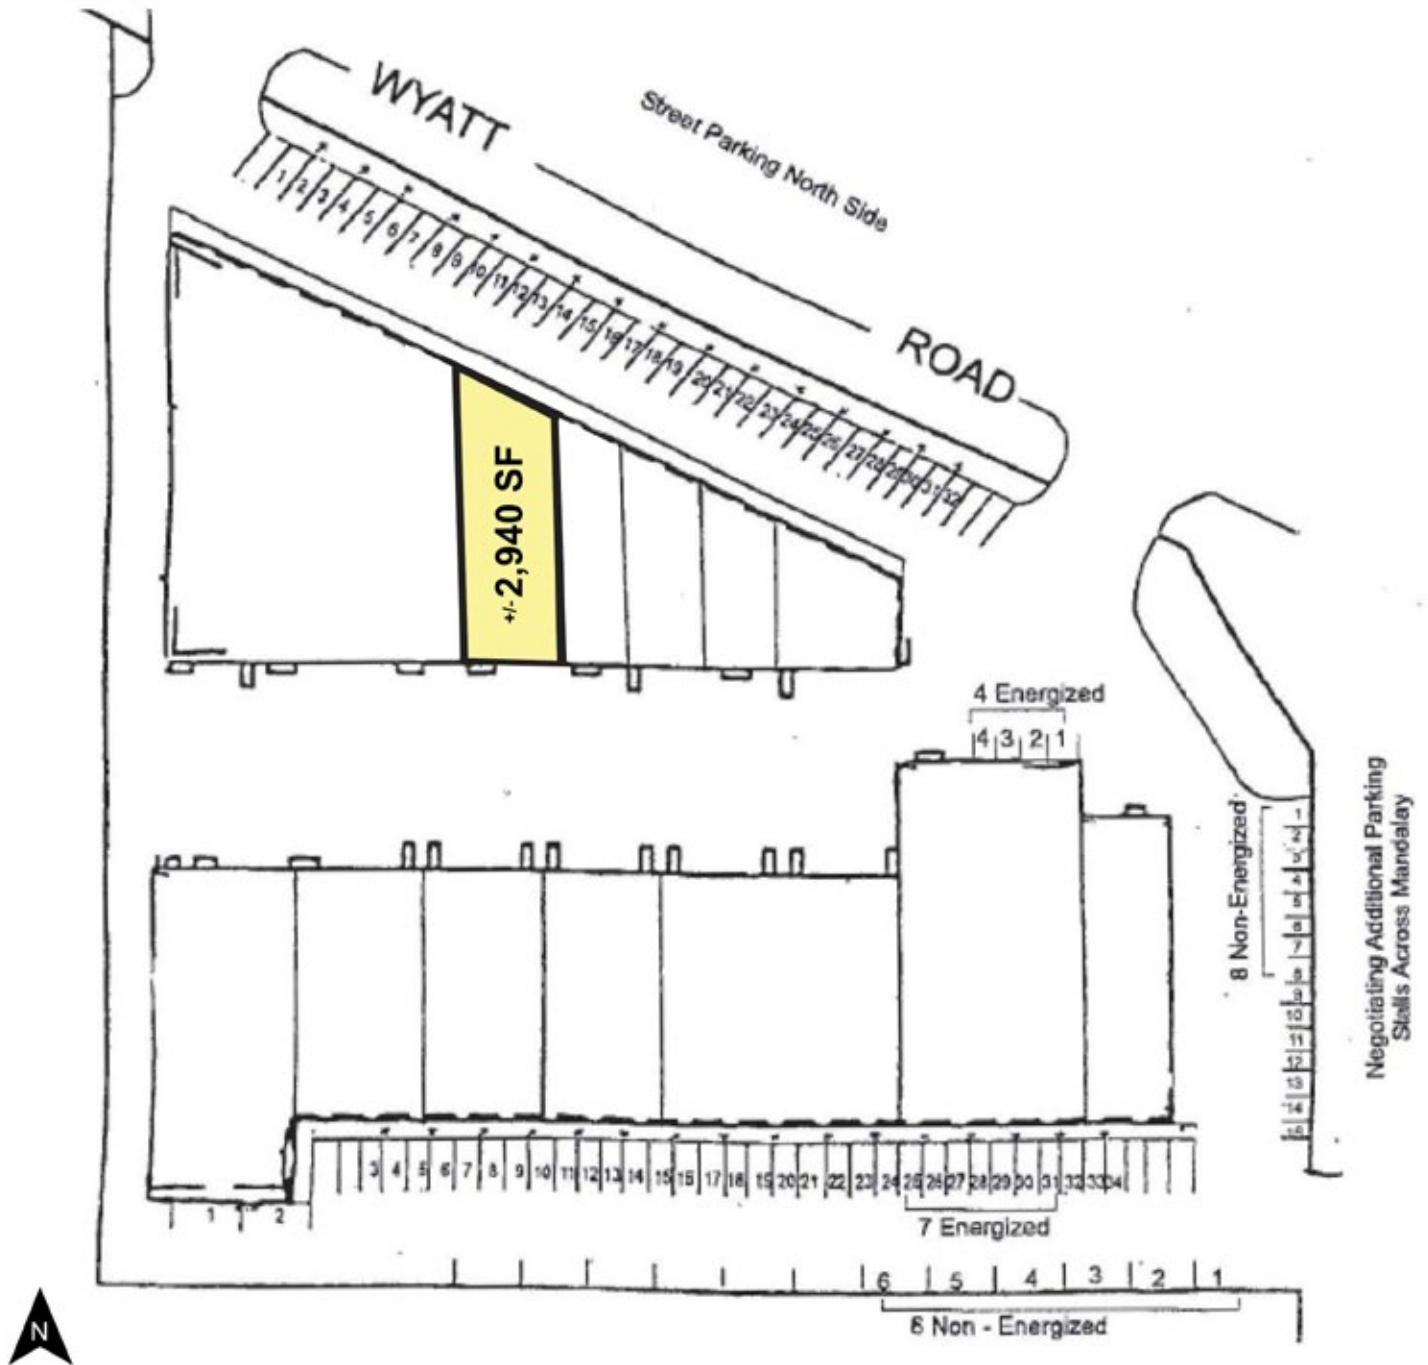 WYATT
Street Parking North Side
ROAD
1 2 3 4 5 6 7 8 9 10 11 12 13 14 15 16 17 18 19 20 21 22 23 24 25 26 27 28 29 30 31 32
+/-2,940 SF
4 Energized
4 3 2 1
8 Non-Energized
1
2
3
4
5
6
7
8
9
10
11
12
13
14
15
Negotiating Additional Parking
Stalls Across Mandalay
3 4 5 6 7 8 9 10 11 12 13 14 15 16 17 18 19 20 21 22 23 24 25 26 27 28 29 30 31 32 33 34
1 2
7 Energized
6 5 4 3 2 1
6 Non - Energized
N